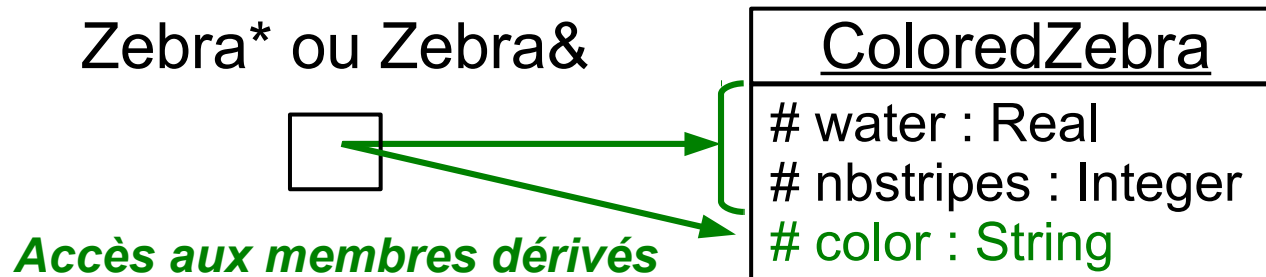 Zebra* ou Zebra&
ColoredZebra
# water : Real
# nbstripes : Integer
# color : String
Accès aux membres dérivés